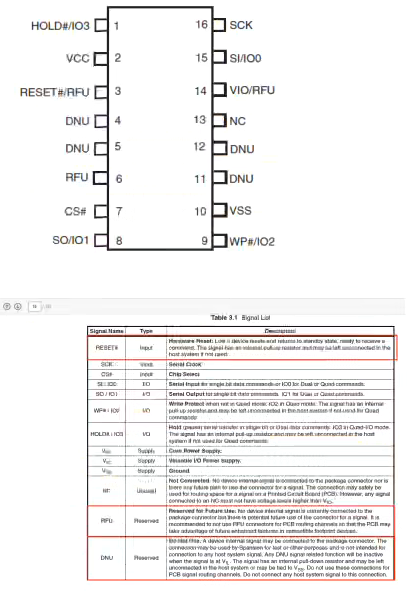 HOLD#/IO3 1 16 SCK
VCC 2 15 SI/IO0
RESET#/RFU 3 14 VIO/RFU
DNU 4 13 NC
DNU 5 12 DNU
RFU 6 11 DNU
CS# 7 10 VSS
SO/IO1 8 9 WP#/IO2
Table 3.1 Signal List
Signal Name Type Description
RESET# Input Hardware Reset: Low = device resets and returns to standby state, ready to receive a
command. The signal has an internal pull-up resistor and may be left unconnected in the
host system if not used.
SCK Input Serial Clock
CS# Input Chip Select
SI / IO0 I/O Serial Input for single bit data commands or IO0 for Dual or Quad commands.
SO / IO1 I/O Serial Output for single bit data commands. IO1 for Dual or Quad commands.
WP# / IO2 I/O Write Protect when not in Quad mode. IO2 in Quad mode. The signal has an internal
pull-up resistor and may be left unconnected in the host system if not used for Quad
commands.
HOLD# / IO3 I/O Hold (pause) serial transfer in single bit or Dual data commands. IO3 in Quad-I/O mode.
The signal has an internal pull-up resistor and may be left unconnected in the host
system if not used for Quad commands.
Supply Core Power Supply.
Supply Versatile I/O Power Supply.
Supply Ground.
NC Unused Not Connected. No device internal signal is connected to the package connector nor is
there any future plan to use the connector for a signal. The connection may safely be
used for routing space for a signal on a Printed Circuit Board (PCB). However, any signal
connected to an NC must not have voltage levels higher than
RFU Reserved Reserved for Future Use. No device internal signal is currently connected to the
package connector but there is potential future use of the connector for a signal. It is
recommended to not use RFU connectors for PCB routing channels so that the PCB may
take advantage of future enhanced features in compatible footprint devices.
DNU Reserved Do Not Use. A device internal signal may be connected to the package connector. The
connection may be used by Spansion for test or other purposes and is not intended for
connection to any host system signal. Any DNU signal related function will be inactive
when the signal is at The signal has an internal pull-down resistor and may be left
unconnected in the host system or may be tied to Do not use these connections for
PCB signal routing channels. Do not connect any host system signal to this connection.